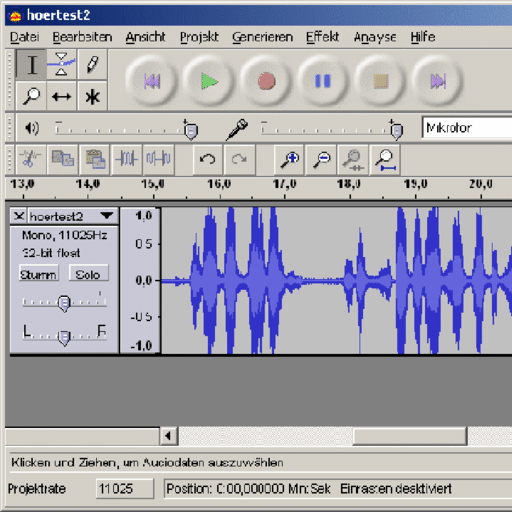 hoertest2
Datei Bearbeiten Ansicht Projekt Generieren Effekt Analyse Hilfe
Mikrofon
13,0 14,0 15,0 16,0 17,0 18,0 19,0 20,0
hoertest2
Mono, 11025Hz
32-bit float
Stumm Solo
L R
1,0
0,5
0,0
-0,5
-1,0
Klicken und Ziehen, um Audiodaten auszuwählen
Projektrate 11025 Position: 0:00,000000 Min:Sek Einrasten deaktiviert